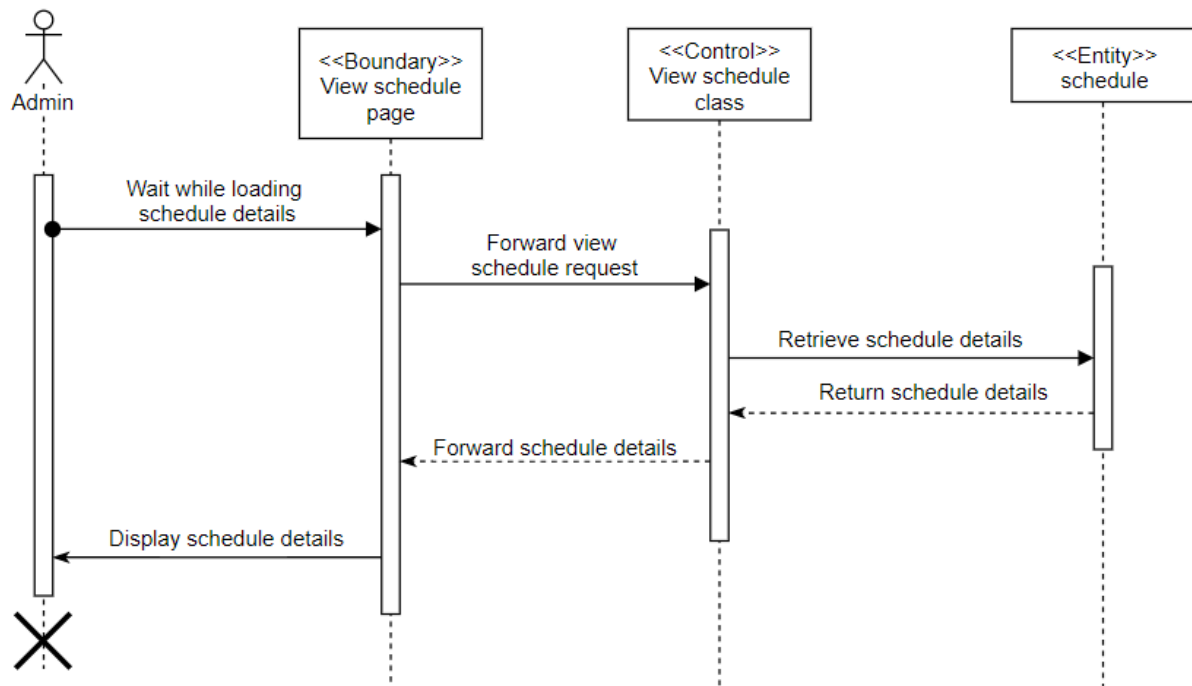 Admin
<<Boundary>>
View schedule
page
<<Control>>
View schedule
class
<<Entity>>
schedule
Wait while loading
schedule details
Forward view
schedule request
Retrieve schedule details
Return schedule details
Forward schedule details
Display schedule details